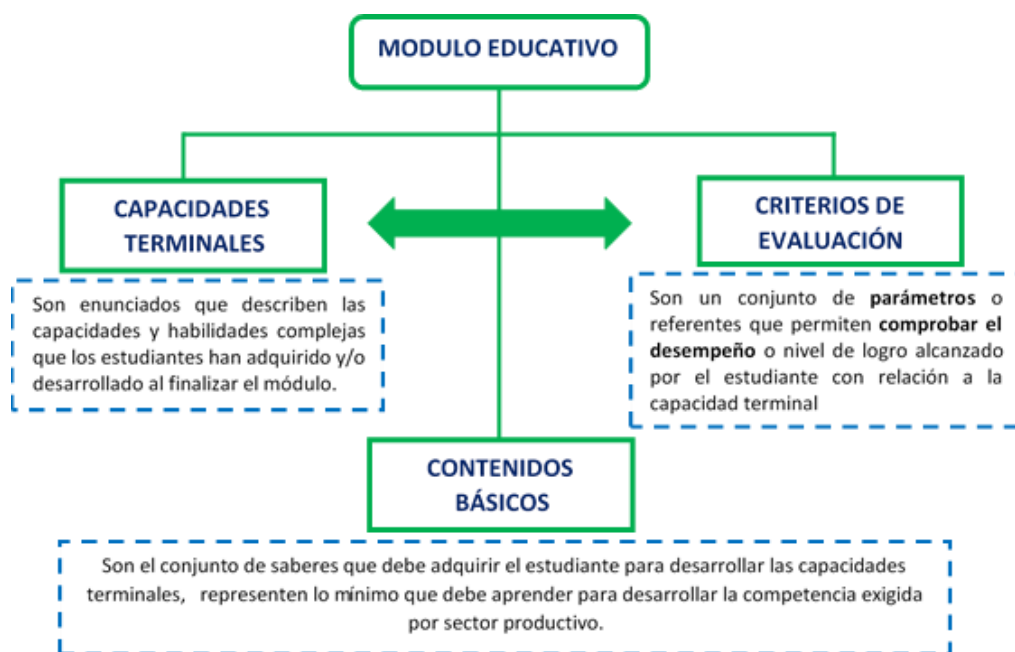 MODULO EDUCATIVO
CAPACIDADES
TERMINALES
Son enunciados que describen las
capacidades y habilidades complejas
que los estudiantes han adquirido y/o
desarrollado al finalizar el módulo.
CRITERIOS DE
EVALUACIÓN
Son un conjunto de parámetros o
referentes que permiten comprobar el
desempeño o nivel de logro alcanzado
por el estudiante con relación a la
capacidad terminal
CONTENIDOS
BÁSICOS
Son el conjunto de saberes que debe adquirir el estudiante para desarrollar las capacidades
terminales, representen lo mínimo que debe aprender para desarrollar la competencia exigida
por sector productivo.